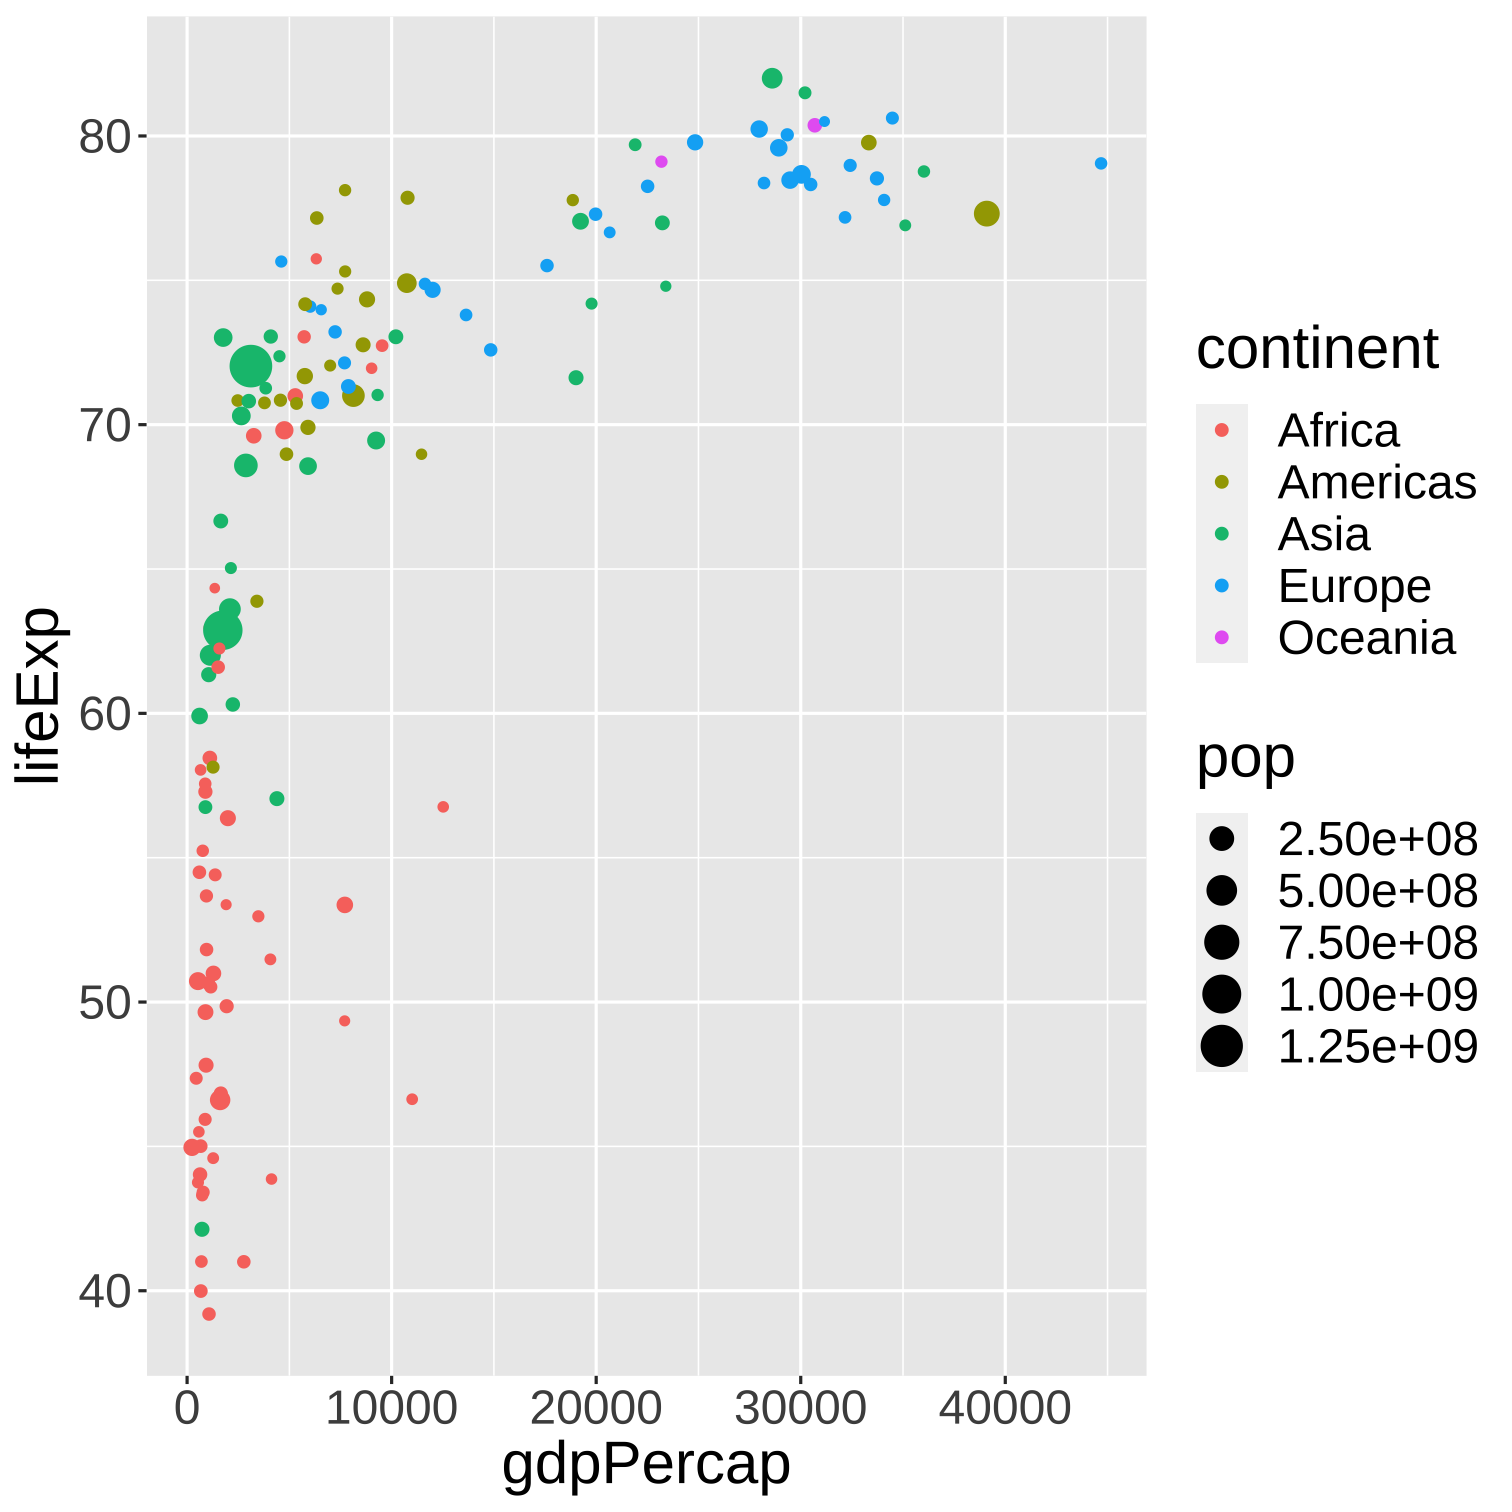 lifeExp
80
70
60
50
40
0 10000 20000 30000 40000
gdpPercap
continent
Africa
Americas
Asia
Europe
Oceania
pop
2.50e+08
5.00e+08
7.50e+08
1.00e+09
1.25e+09